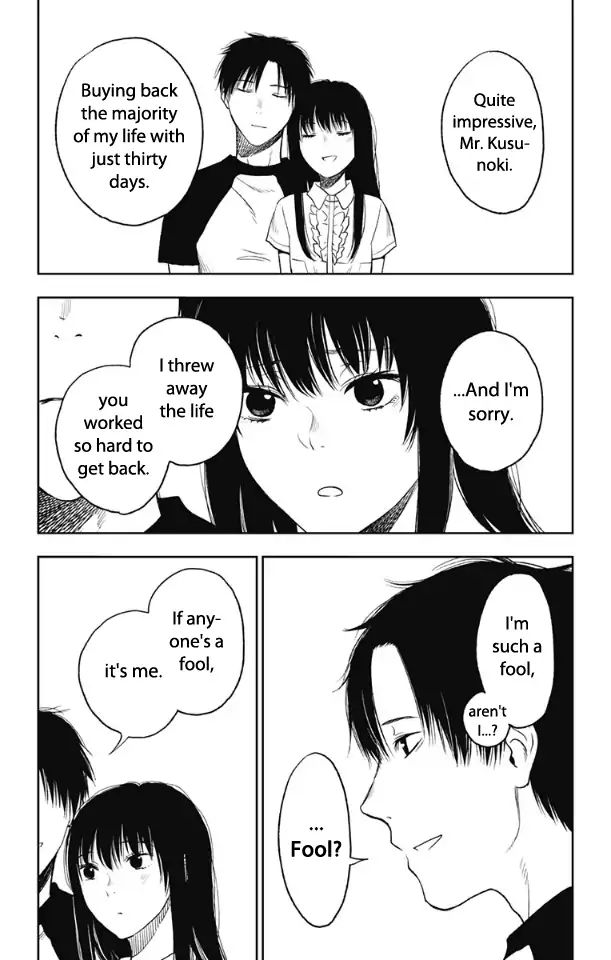 Quite
impressive,
Mr. Kusu-
noki.
Buying back
the majority
of my life with
just thirty
days.
...And I'm
sorry.
I threw
away
the life
you
worked
so hard to
get back.
I'm
such a
fool,
aren't
I...?
...
Fool?
If any-
one's a
fool,
it's me.